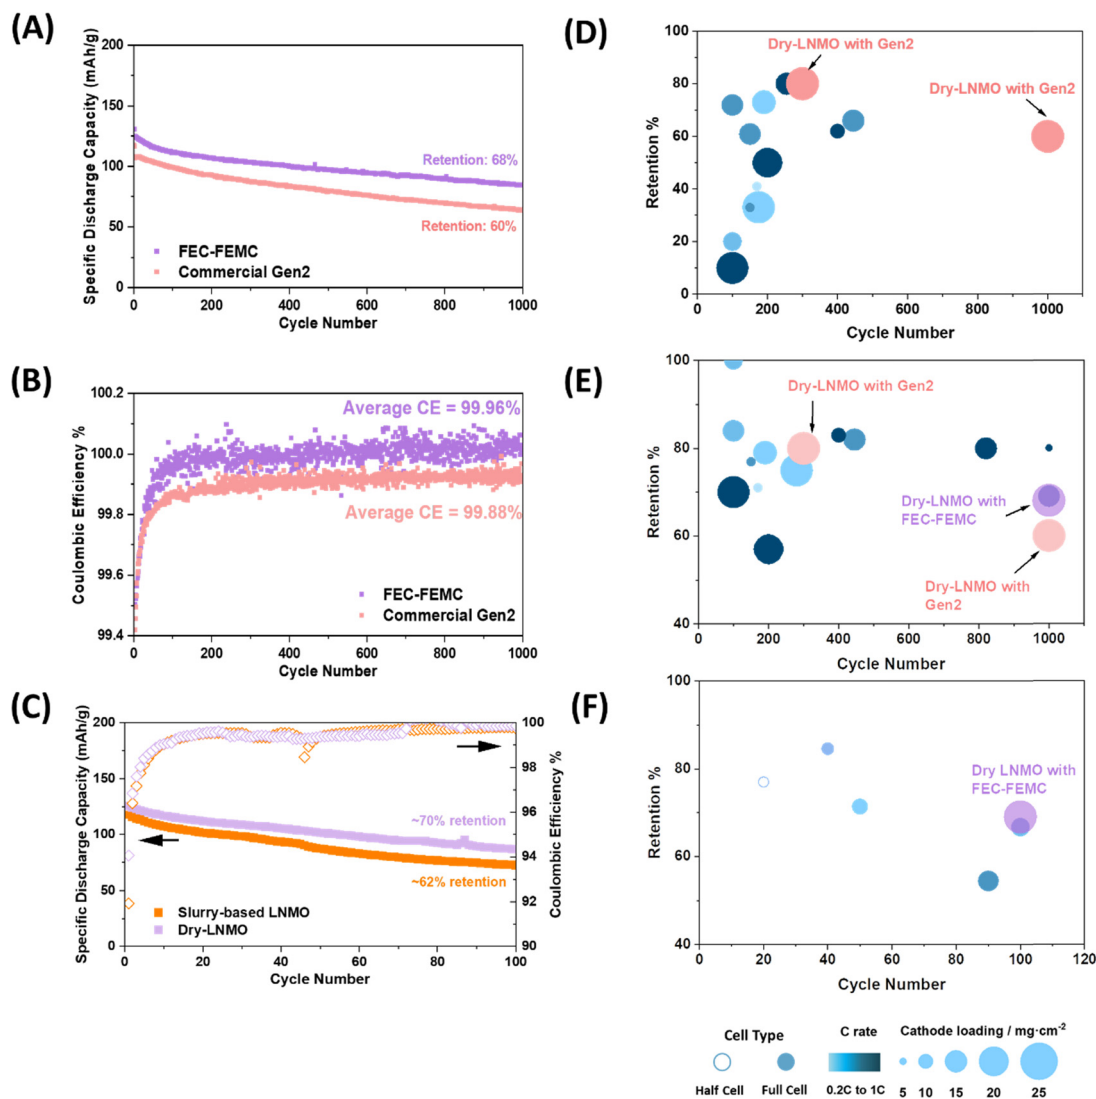 (A)
Specific Discharge Capacity (mAh/g)
200
150
100
50
0
Retention: 68%
Retention: 60%
FEC-FEMC
Commercial Gen2
0 200 400 600 800 1000
Cycle Number
(D)
Retention %
100
80
60
40
20
0
Dry-LNMO with Gen2
Dry-LNMO with Gen2
0 200 400 600 800 1000
Cycle Number
(B)
Coulombic Efficiency %
100.2
100.0
99.8
99.6
99.4
Average CE = 99.96%
Average CE = 99.88%
FEC-FEMC
Commercial Gen2
0 200 400 600 800 1000
Cycle Number
(E)
Retention %
100
80
60
40
Dry-LNMO with Gen2
Dry-LNMO with
FEC-FEMC
Dry-LNMO with
Gen2
0 200 400 600 800 1000
Cycle Number
(C)
Specific Discharge Capacity (mAh/g)
200
150
100
50
0
~70% retention
~62% retention
Slurry-based LNMO
Dry-LNMO
100
98
96
94
92
90
Coulombic Efficiency %
0 20 40 60 80 100
Cycle Number
(F)
Retention %
100
80
60
40
Dry LNMO with
FEC-FEMC
0 20 40 60 80 100 120
Cycle Number
Cell Type
Half Cell Full Cell
C rate
0.2C to 1C
Cathode loading / mg·cm⁻²
5 10 15 20 25